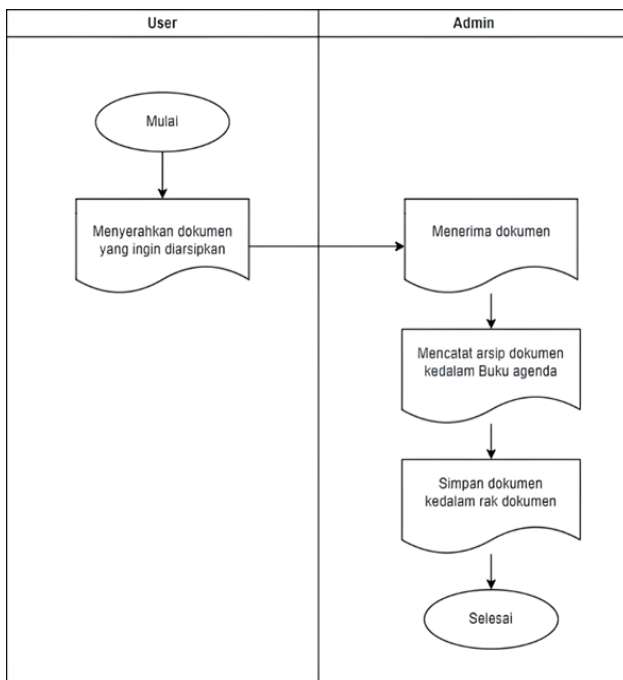 User
Admin
Mulai
Menyerahkan dokumen
yang ingin diarsipkan
Menerima dokumen
Mencatat arsip dokumen
kedalam Buku agenda
Simpan dokumen
kedalam rak dokumen
Selesai